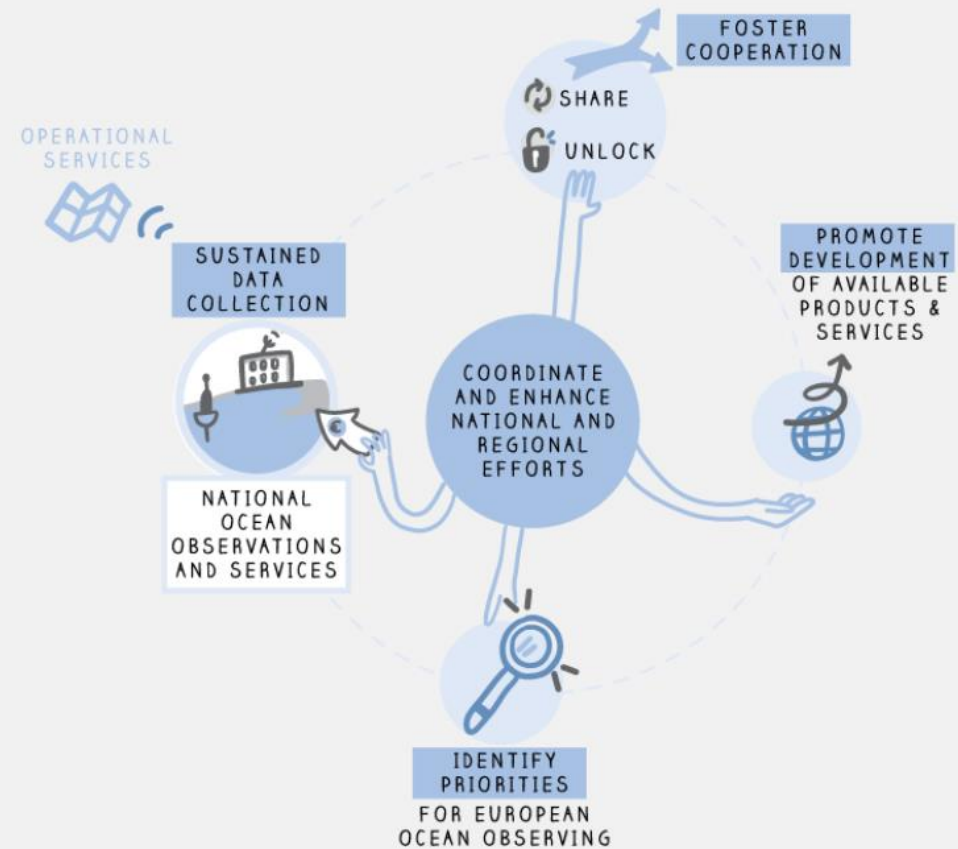 FOSTER
COOPERATION
SHARE
UNLOCK
OPERATIONAL
SERVICES
SUSTAINED
DATA
COLLECTION
PROMOTE
DEVELOPMENT
OF AVAILABLE
PRODUCTS &
SERVICES
COORDINATE
AND ENHANCE
NATIONAL AND
REGIONAL
EFFORTS
NATIONAL
OCEAN
OBSERVATIONS
AND SERVICES
IDENTIFY
PRIORITIES
FOR EUROPEAN
OCEAN OBSERVING